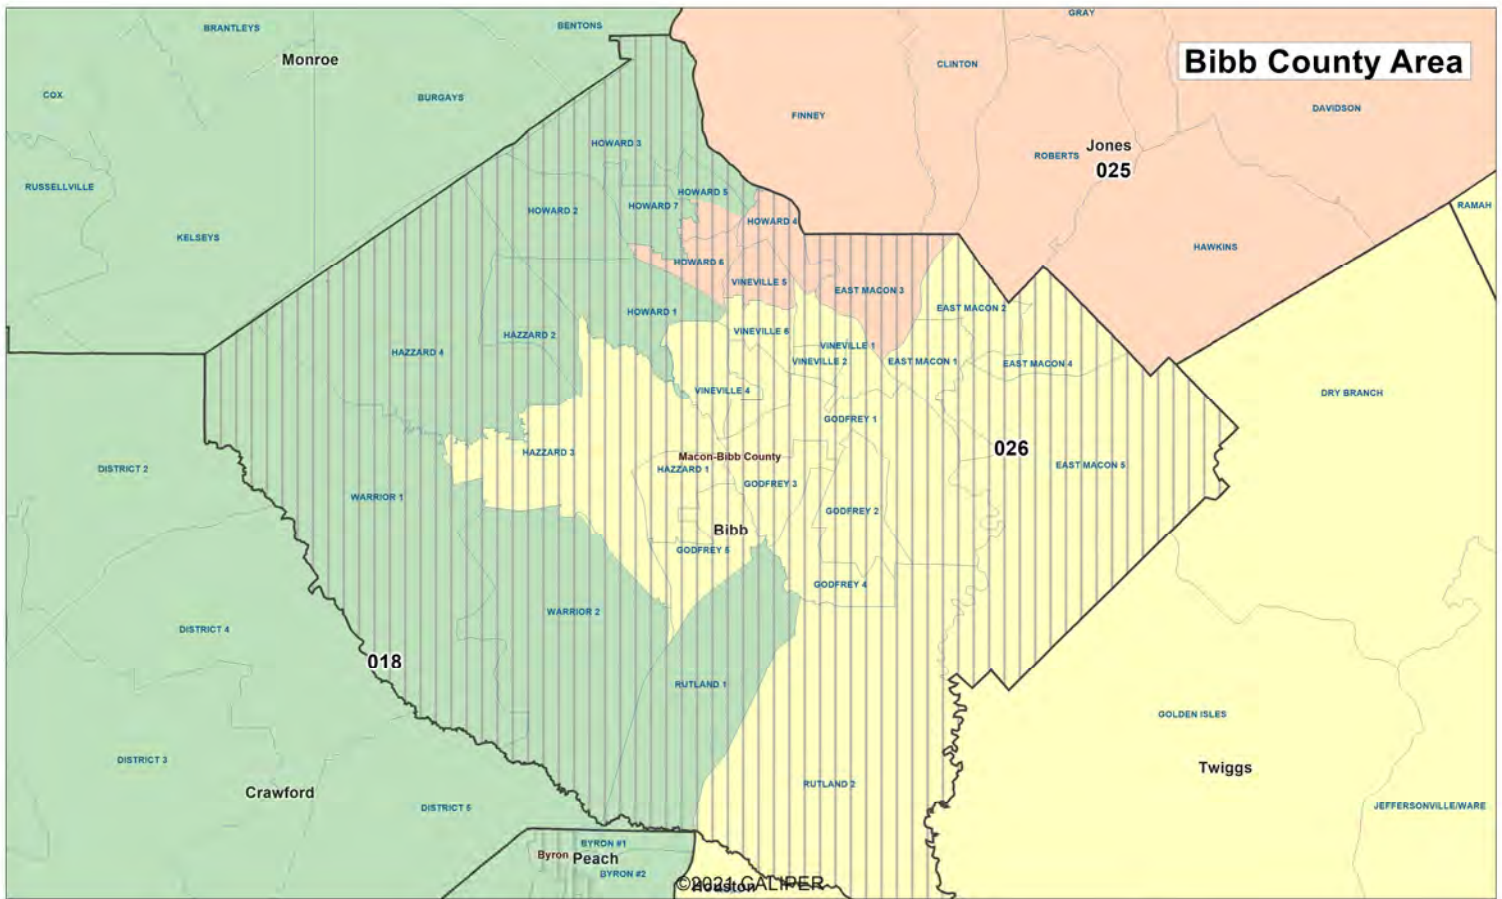 GRAY
BRANTLEYS
BENTONS
Monroe
CLINTON
Bibb County Area
COX
BURGAYS
FINNEY
DAVIDSON
HOWARD 3
Jones
ROBERTS
025
RUSSELLVILLE
HOWARD 5
HOWARD 7
HOWARD 2
RAMAH
HOWARD 4
KELSEYS
HAWKINS
HOWARD 6
VINEVILLE 5
EAST MACON 3
HOWARD 1
EAST MACON 2
HAZZARD 2
VINEVILLE 6
VINEVILLE 1
HAZZARD 4
VINEVILLE 2
EAST MACON 1
EAST MACON 4
VINEVILLE 4
DRY BRANCH
GODFREY 1
026
HAZZARD 3
Macon-Bibb County
DISTRICT 2
HAZZARD 1
EAST MACON 5
GODFREY 3
WARRIOR 1
GODFREY 2
Bibb
GODFREY 5
GODFREY 4
WARRIOR 2
DISTRICT 4
018
RUTLAND 1
GOLDEN ISLES
DISTRICT 3
Twiggs
RUTLAND 2
Crawford
DISTRICT 5
JEFFERSONVILLE/WARE
BYRON #1
Byron
Peach
BYRON #2
©2021 CALIPER
Houston